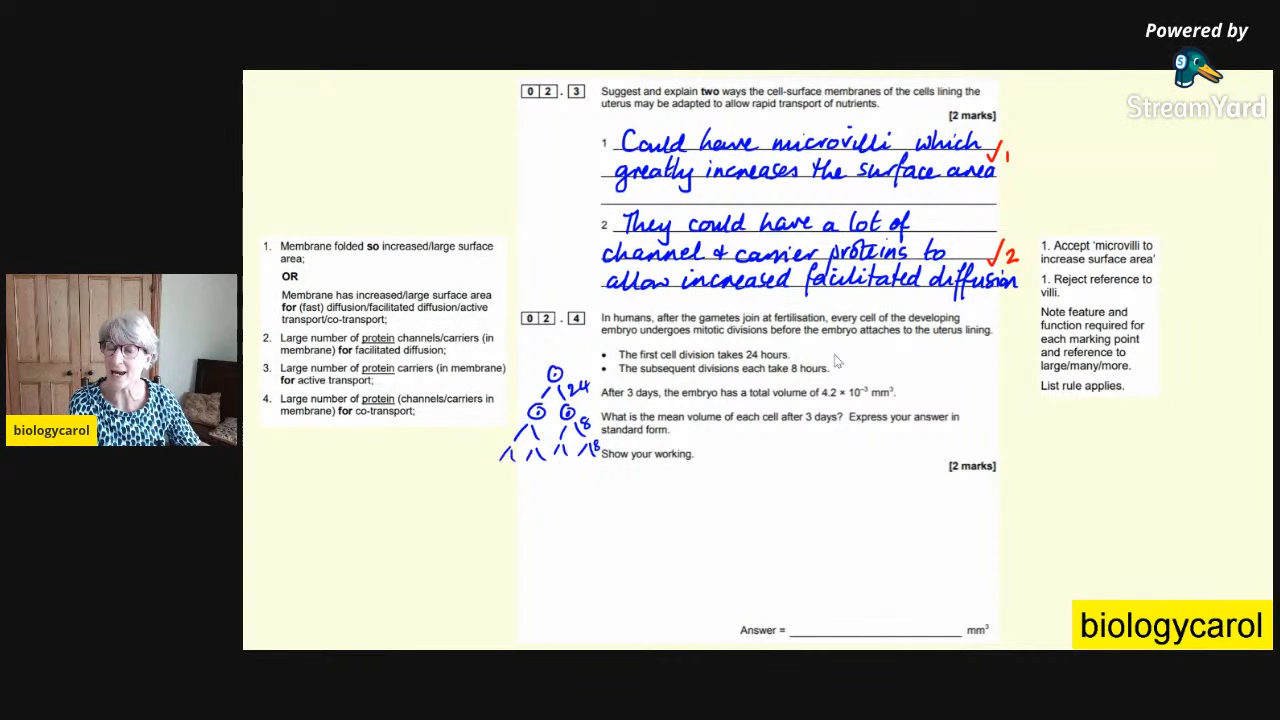 Powered by
StreamYard
0 2 . 3 Suggest and explain two ways the cell-surface membranes of the cells lining the
uterus may be adapted to allow rapid transport of nutrients.
[2 marks]
1 Could have microvilli which
greatly increases the surface area ✓1
2 They could have a lot of
channel & carrier proteins to ✓2
allow increased facilitated diffusion
1. Membrane folded so increased/large surface
area;
OR
Membrane has increased/large surface area
for (fast) diffusion/facilitated diffusion/active
transport/co-transport;
2. Large number of protein channels/carriers (in
membrane) for facilitated diffusion;
3. Large number of protein carriers (in membrane)
for active transport;
4. Large number of protein (channels/carriers in
membrane) for co-transport;
1. Accept 'microvilli to
increase surface area'
1. Reject reference to
villi.
Note feature and
function required for
each marking point
and reference to
large/many/more.
List rule applies.
0 2 . 4 In humans, after the gametes join at fertilisation, every cell of the developing
embryo undergoes mitotic divisions before the embryo attaches to the uterus lining.
• The first cell division takes 24 hours.
• The subsequent divisions each take 8 hours.
After 3 days, the embryo has a total volume of 4.2 × 10⁻³ mm³.
What is the mean volume of each cell after 3 days? Express your answer in
standard form.
Show your working.
[2 marks]
24
8
8
Answer = ____________ mm³
biologycarol
biologycarol